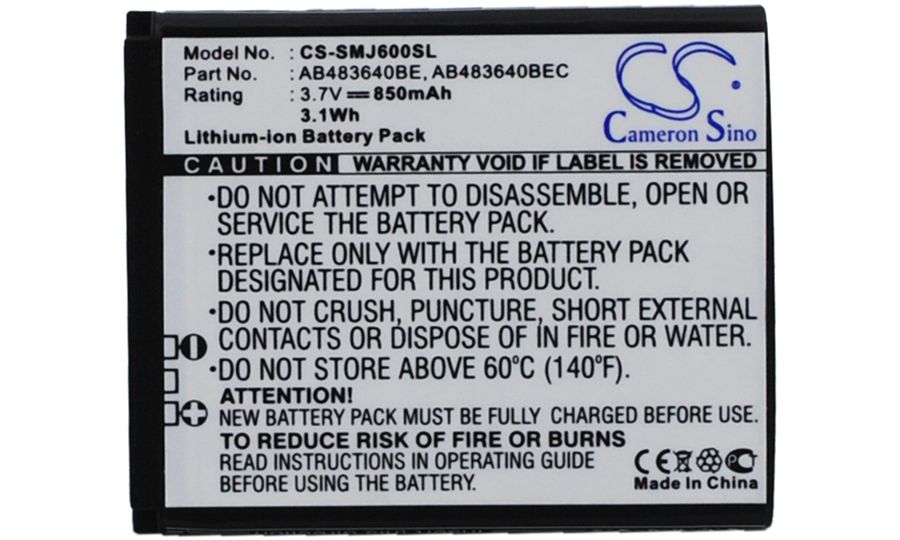 Model No. : CS-SMJ600SL
Part No. : AB483640BE, AB483640BEC
Rating : 3.7V 850mAh
3.1Wh
Lithium-ion Battery Pack
CS
Cameron Sino
CAUTION WARRANTY VOID IF LABEL IS REMOVED
•DO NOT ATTEMPT TO DISASSEMBLE, OPEN OR
SERVICE THE BATTERY PACK.
•REPLACE ONLY WITH THE BATTERY PACK
DESIGNATED FOR THIS PRODUCT.
•DO NOT CRUSH, PUNCTURE, SHORT EXTERNAL
CONTACTS OR DISPOSE OF IN FIRE OR WATER.
•DO NOT STORE ABOVE 60°C (140°F).
ATTENTION!
NEW BATTERY PACK MUST BE FULLY CHARGED BEFORE USE.
TO REDUCE RISK OF FIRE OR BURNS
READ INSTRUCTIONS IN OPERATING GUIDE
BEFORE USING BATTERY.
CE
Made In China